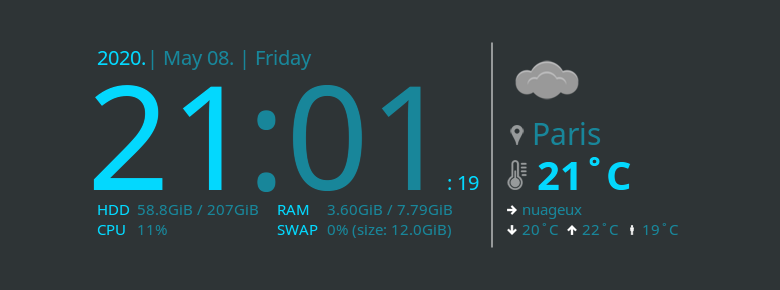 2020.| May 08. | Friday
21:01 : 19
HDD 58.8GiB / 207GiB RAM 3.60GiB / 7.79GiB
CPU 11% SWAP 0% (size: 12.0GiB)
Paris
21˚C
nuageux
20˚C 22˚C 19˚C